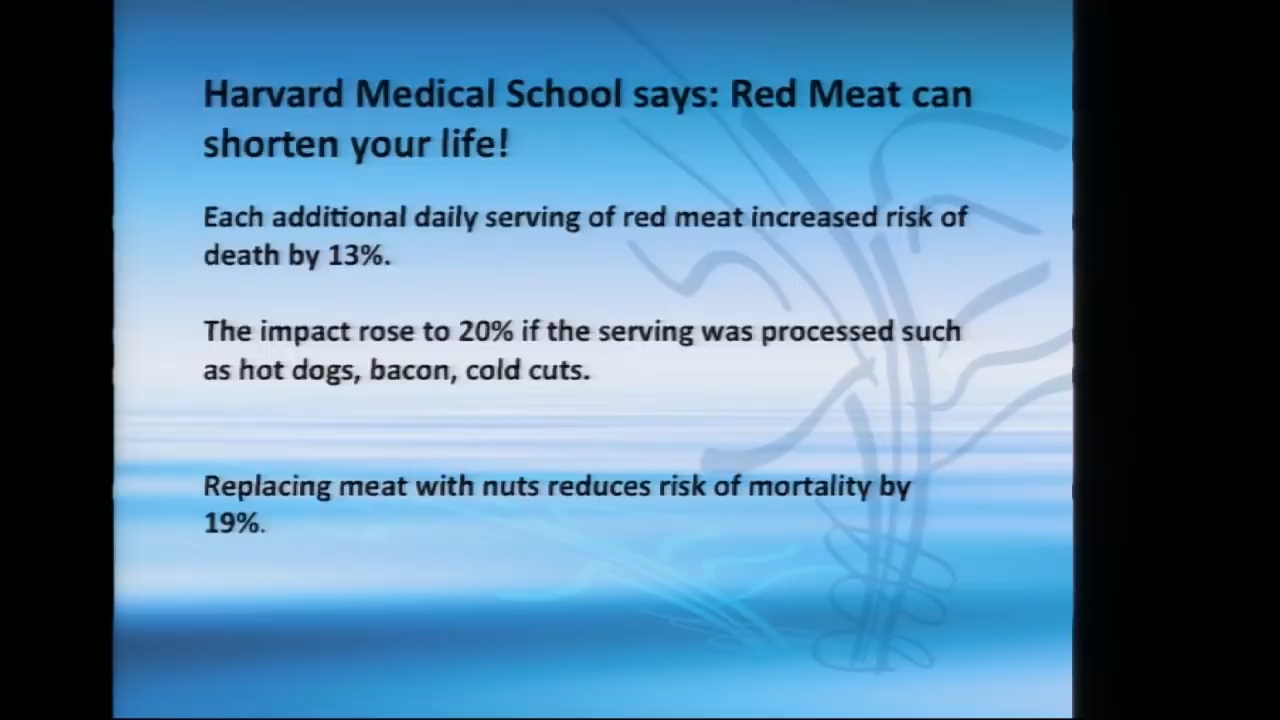 Harvard Medical School says: Red Meat can
shorten your life!
Each additional daily serving of red meat increased risk of
death by 13%.
The impact rose to 20% if the serving was processed such
as hot dogs, bacon, cold cuts.
Replacing meat with nuts reduces risk of mortality by
19%.